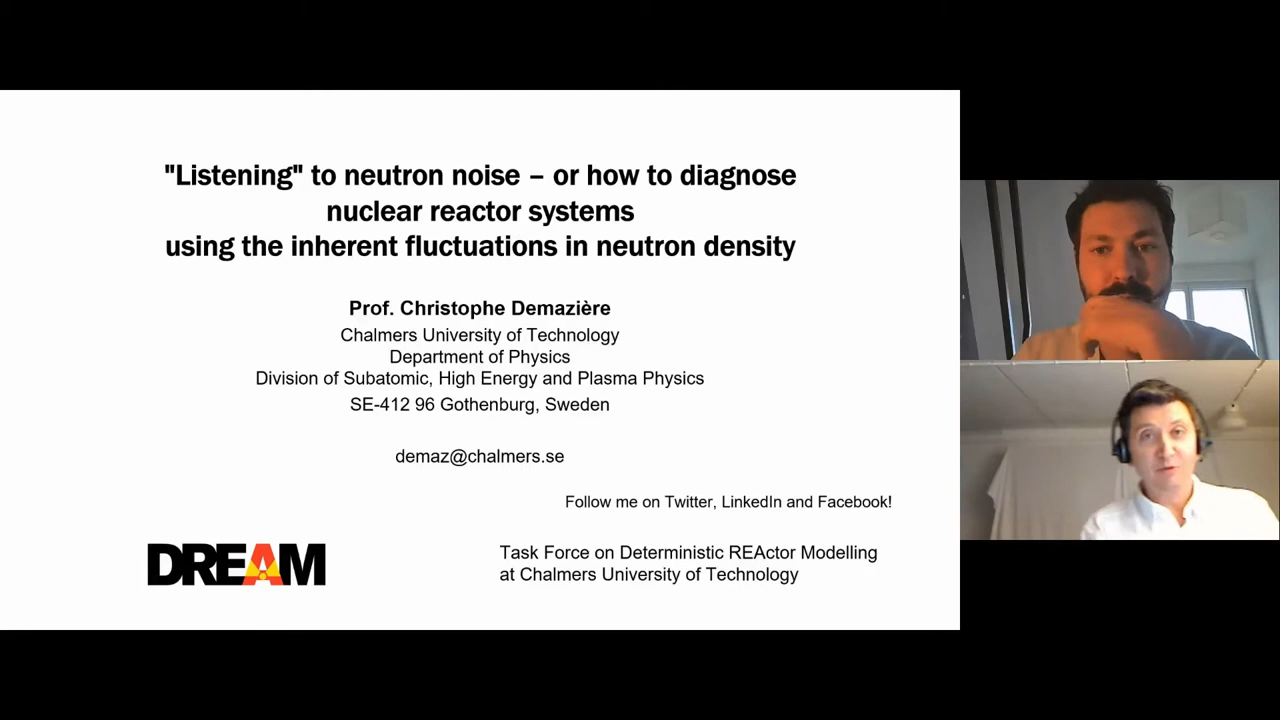 "Listening" to neutron noise – or how to diagnose
nuclear reactor systems
using the inherent fluctuations in neutron density
Prof. Christophe Demazière
Chalmers University of Technology
Department of Physics
Division of Subatomic, High Energy and Plasma Physics
SE-412 96 Gothenburg, Sweden
demaz@chalmers.se
Follow me on Twitter, LinkedIn and Facebook!
DREAM
Task Force on Deterministic REActor Modelling
at Chalmers University of Technology